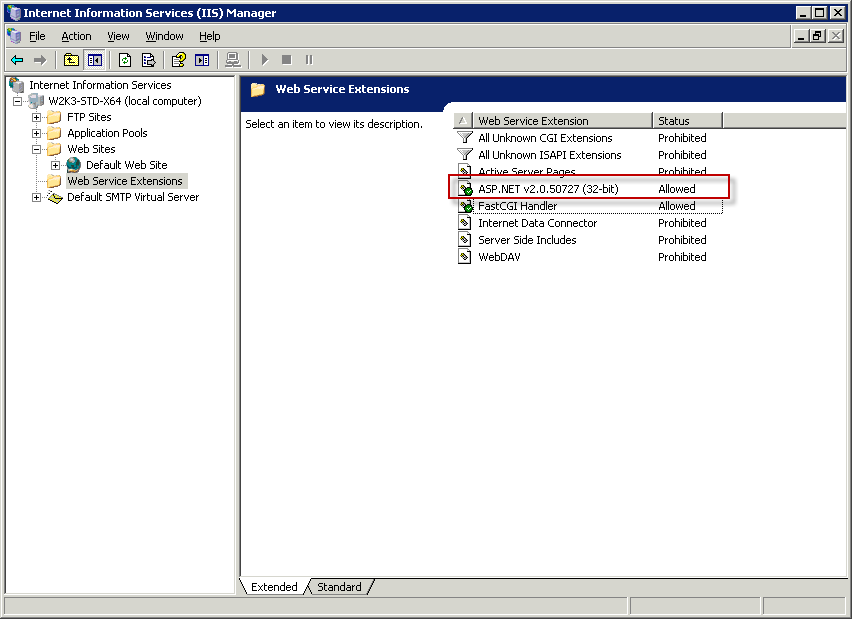 Internet Information Services (IIS) Manager
File Action View Window Help
Internet Information Services
W2K3-STD-X64 (local computer)
FTP Sites
Application Pools
Web Sites
Default Web Site
Web Service Extensions
Default SMTP Virtual Server
Web Service Extensions
Select an item to view its description.
Web Service Extension Status
All Unknown CGI Extensions Prohibited
All Unknown ISAPI Extensions Prohibited
Active Server Pages Prohibited
ASP.NET v2.0.50727 (32-bit) Allowed
FastCGI Handler Allowed
Internet Data Connector Prohibited
Server Side Includes Prohibited
WebDAV Prohibited
Extended Standard